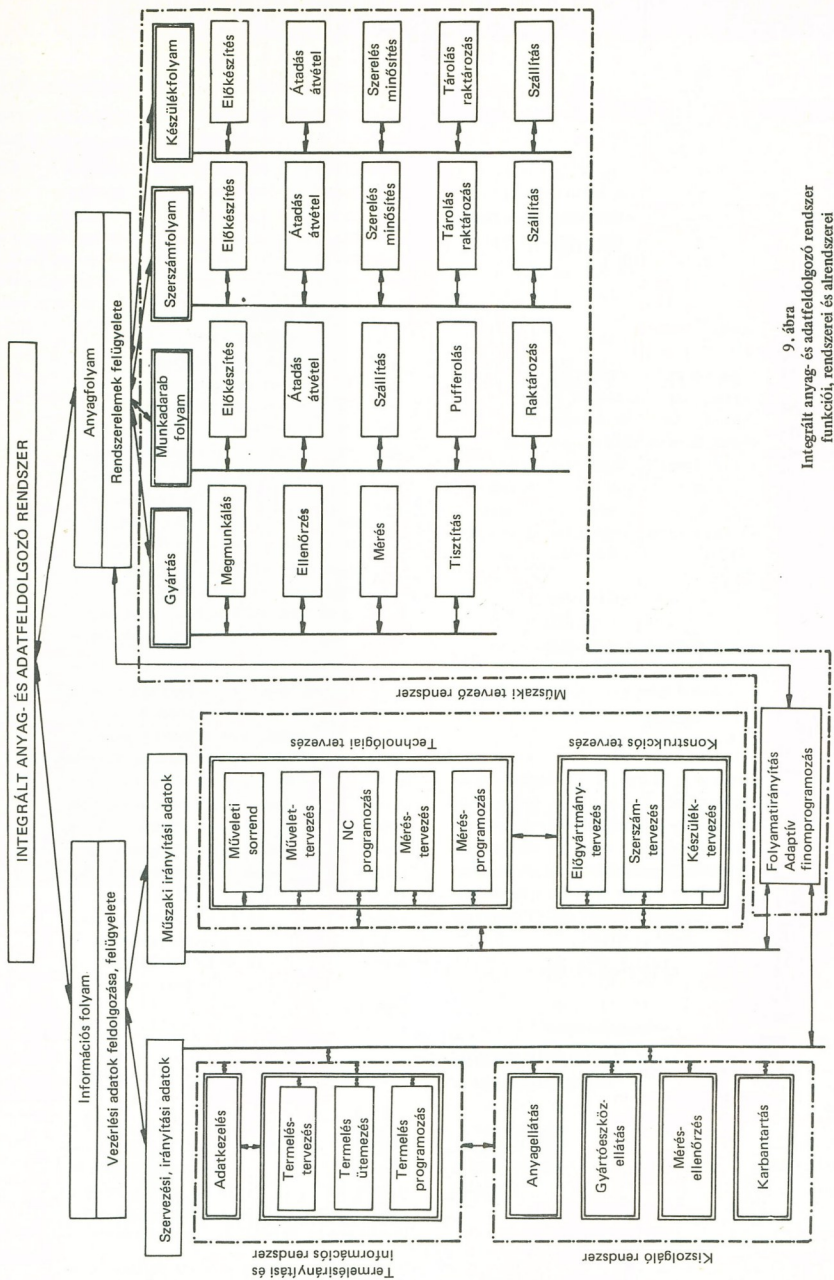 INTEGRÁLT ANYAG- ÉS ADATFELDOLGOZÓ RENDSZER
Információs folyam
Vezérlési adatok feldolgozása, felügyelete
Anyagfolyam
Rendszerelemek felügyelete
Szervezési, irányítási adatok
Műszaki irányítási adatok
Gyártás
Munkadarab
folyam
Szerszámfolyam
Készülékfolyam
Termelésirányítási és
információs rendszer
Adatkezelés
Termelés-
tervezés
Termelés
ütemezés
Termelés
programozás
Kiszolgáló rendszer
Anyagellátás
Gyártóeszköz-
ellátás
Mérés-
ellenőrzés
Karbantartás
Műszaki tervező rendszer
Technológiai tervezés
Műveleti
sorrend
Művelet-
tervezés
NC
programozás
Mérés-
tervezés
Mérés-
programozás
Konstrukciós tervezés
Előgyártmány-
tervezés
Szerszám-
tervezés
Készülék-
tervezés
Folyamatirányítás
Adaptív
finomprogramozás
Megmunkálás
Ellenőrzés
Mérés
Tisztítás
Előkészítés
Átadás
átvétel
Szállítás
Pufferolás
Raktározás
Előkészítés
Átadás
átvétel
Szerelés
minősítés
Tárolás
raktározás
Szállítás
Előkészítés
Átadás
átvétel
Szerelés
minősítés
Tárolás
raktározás
Szállítás
9. ábra
Integrált anyag- és adatfeldolgozó rendszer
funkciói, rendszerei és alrendszerei